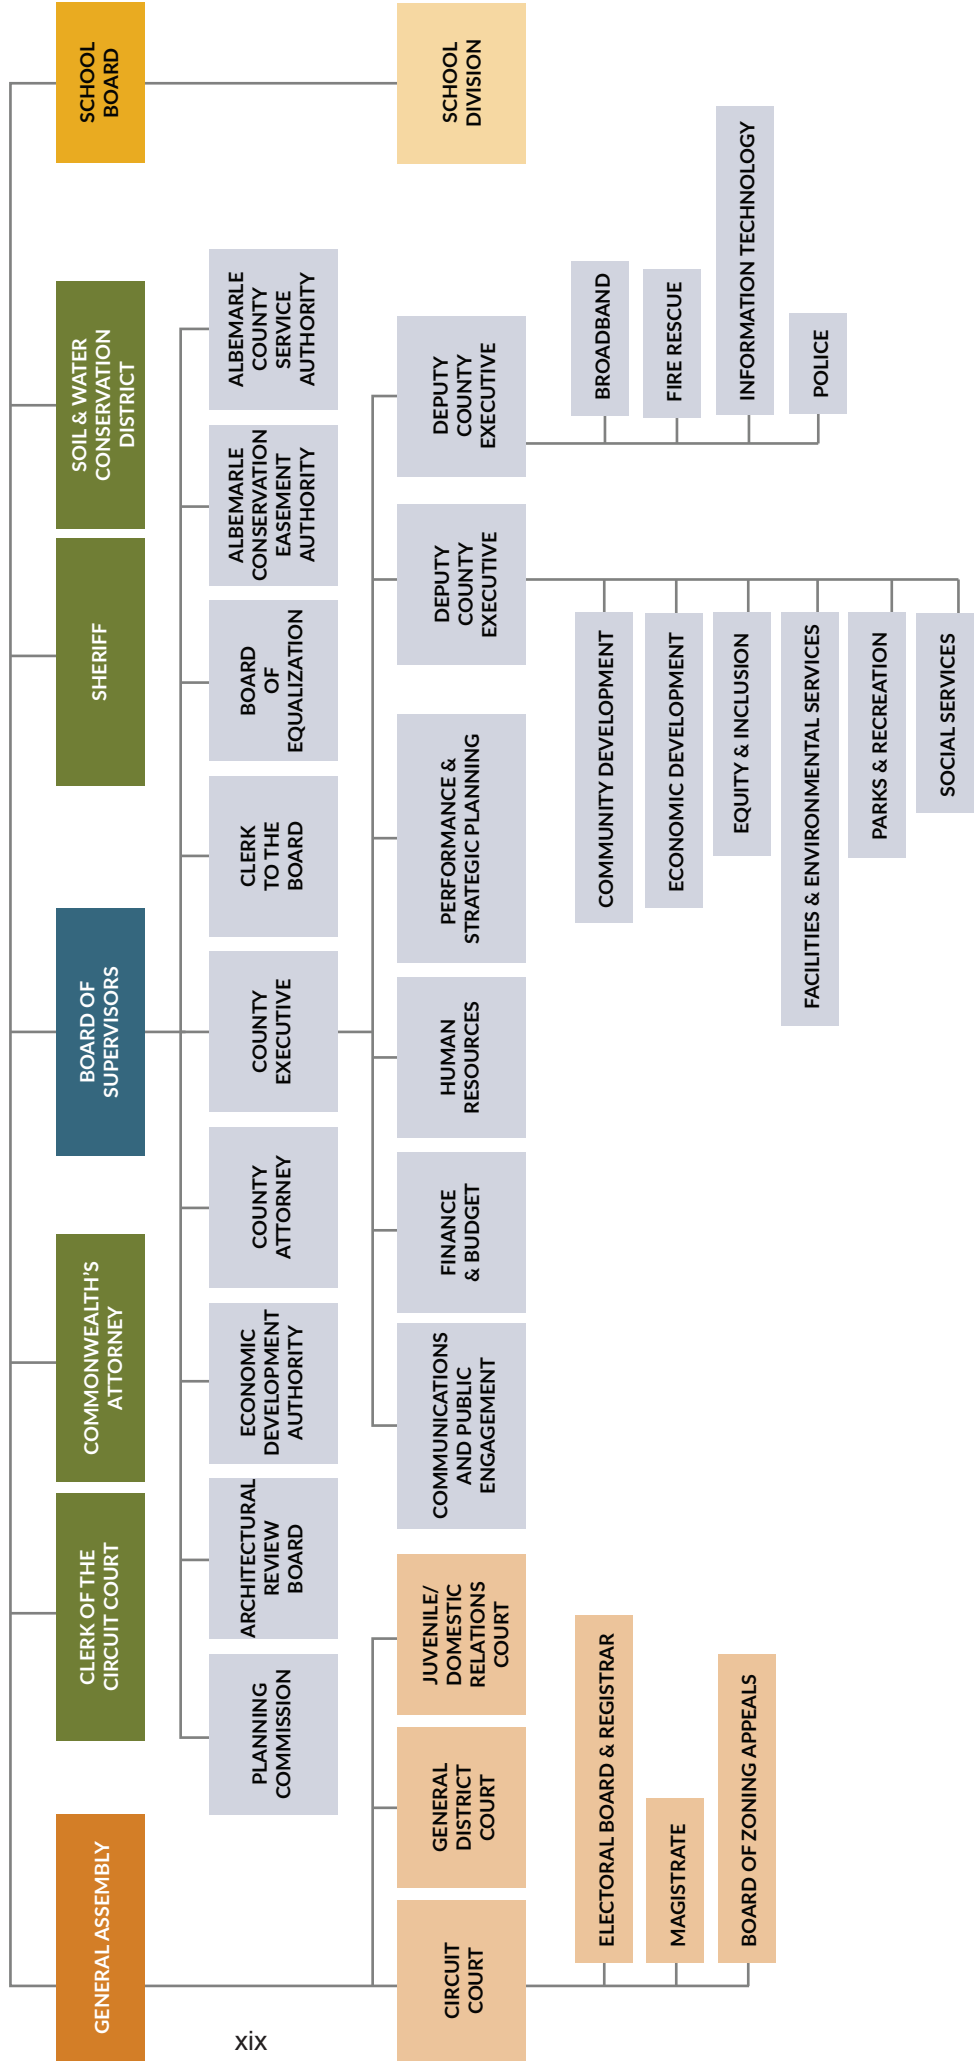 GENERAL ASSEMBLY
CLERK OF THE
CIRCUIT COURT
COMMONWEALTH'S
ATTORNEY
BOARD OF
SUPERVISORS
SHERIFF
SOIL & WATER
CONSERVATION
DISTRICT
SCHOOL
BOARD
PLANNING
COMMISSION
ARCHITECTURAL
REVIEW
BOARD
ECONOMIC
DEVELOPMENT
AUTHORITY
COUNTY
ATTORNEY
COUNTY
EXECUTIVE
CLERK
TO THE
BOARD
BOARD
OF
EQUALIZATION
ALBEMARLE
CONSERVATION
EASEMENT
AUTHORITY
ALBEMARLE
COUNTY
SERVICE
AUTHORITY
CIRCUIT
COURT
GENERAL
DISTRICT
COURT
JUVENILE/
DOMESTIC
RELATIONS
COURT
COMMUNICATIONS
AND PUBLIC
ENGAGEMENT
FINANCE
& BUDGET
HUMAN
RESOURCES
PERFORMANCE &
STRATEGIC PLANNING
DEPUTY
COUNTY
EXECUTIVE
DEPUTY
COUNTY
EXECUTIVE
SCHOOL
DIVISION
ELECTORAL BOARD & REGISTRAR
MAGISTRATE
BOARD OF ZONING APPEALS
COMMUNITY DEVELOPMENT
ECONOMIC DEVELOPMENT
EQUITY & INCLUSION
FACILITIES & ENVIRONMENTAL SERVICES
PARKS & RECREATION
SOCIAL SERVICES
BROADBAND
FIRE RESCUE
INFORMATION TECHNOLOGY
POLICE
xix